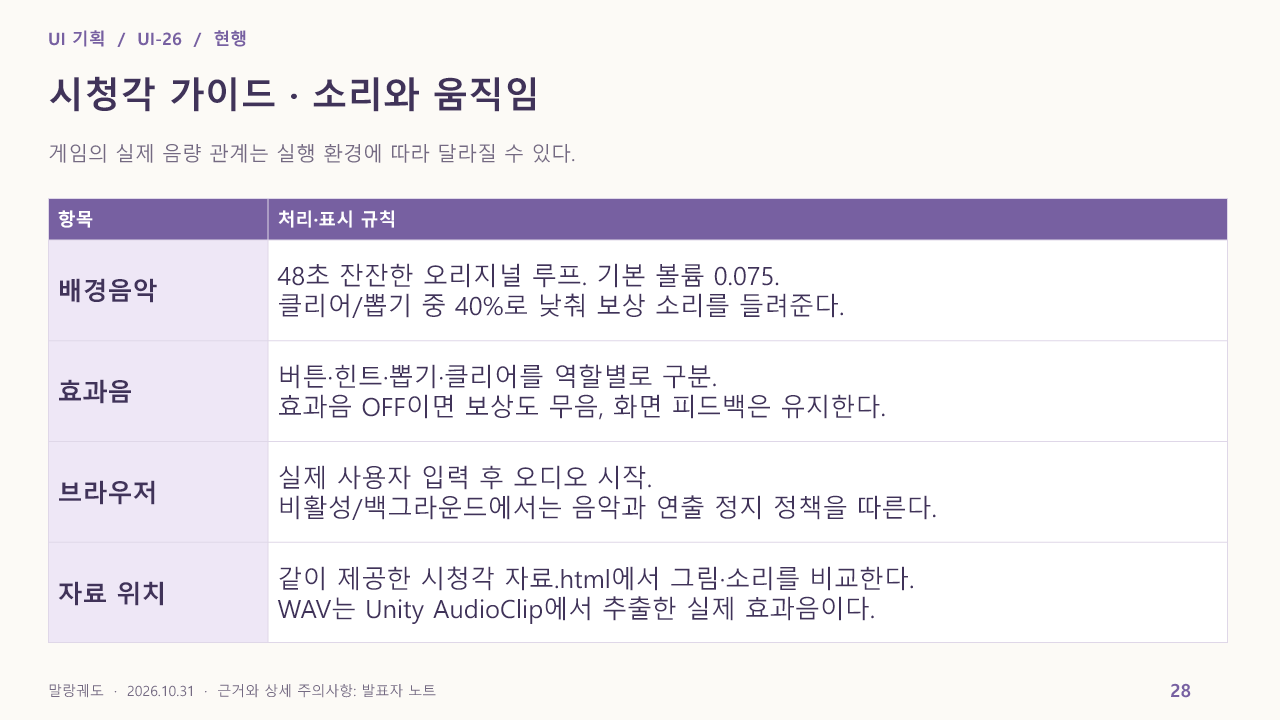 UI 기획 / UI-26 / 현행
시청각 가이드 · 소리와 움직임
게임의 실제 음량 관계는 실행 환경에 따라 달라질 수 있다.
항목
처리·표시 규칙
배경음악
48초 잔잔한 오리지널 루프. 기본 볼륨 0.075.
클리어/뽑기 중 40%로 낮춰 보상 소리를 들려준다.
효과음
버튼·힌트·뽑기·클리어를 역할별로 구분.
효과음 OFF이면 보상도 무음, 화면 피드백은 유지한다.
브라우저
실제 사용자 입력 후 오디오 시작.
비활성/백그라운드에서는 음악과 연출 정지 정책을 따른다.
자료 위치
같이 제공한 시청각 자료.html에서 그림·소리를 비교한다.
WAV는 Unity AudioClip에서 추출한 실제 효과음이다.
말랑궤도 · 2026.10.31 · 근거와 상세 주의사항: 발표자 노트
28